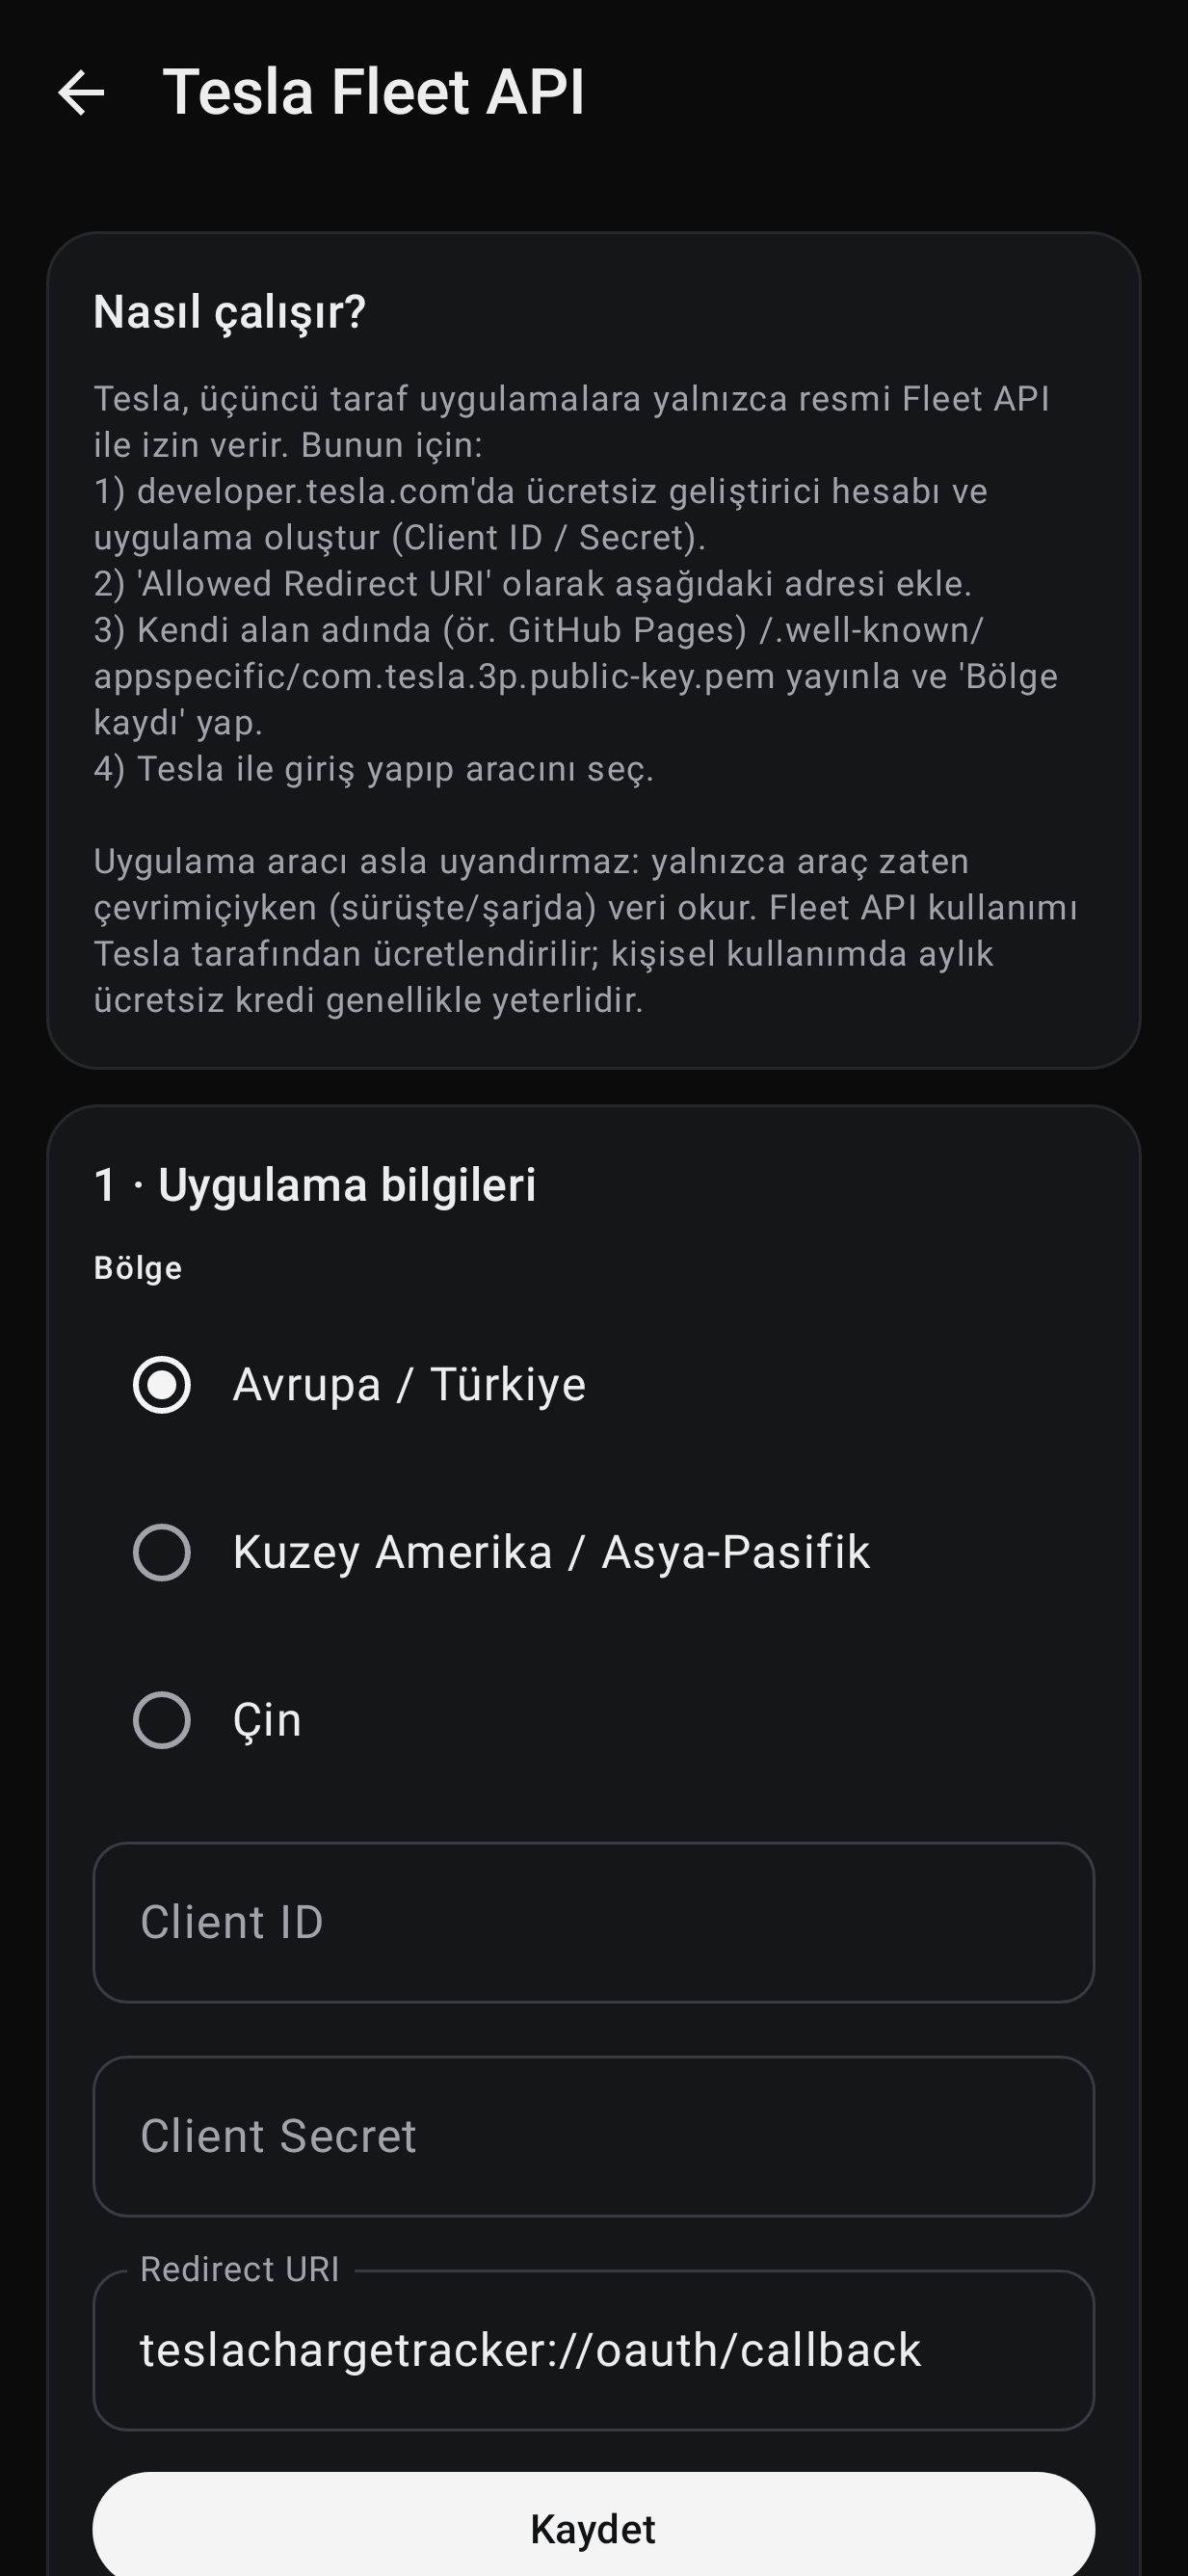 Tesla Fleet API
Nasıl çalışır?
Tesla, üçüncü taraf uygulamalara yalnızca resmi Fleet API
ile izin verir. Bunun için:
1) developer.tesla.com'da ücretsiz geliştirici hesabı ve
uygulama oluştur (Client ID / Secret).
2) 'Allowed Redirect URI' olarak aşağıdaki adresi ekle.
3) Kendi alan adında (ör. GitHub Pages) /.well-known/
appspecific/com.tesla.3p.public-key.pem yayınla ve 'Bölge
kaydı' yap.
4) Tesla ile giriş yapıp aracını seç.
Uygulama aracı asla uyandırmaz: yalnızca araç zaten
çevrimiçiyken (sürüşte/şarjda) veri okur. Fleet API kullanımı
Tesla tarafından ücretlendirilir; kişisel kullanımda aylık
ücretsiz kredi genellikle yeterlidir.
1 · Uygulama bilgileri
Bölge
Avrupa / Türkiye
Kuzey Amerika / Asya-Pasifik
Çin
Client ID
Client Secret
Redirect URI
teslachargetracker://oauth/callback
Kaydet